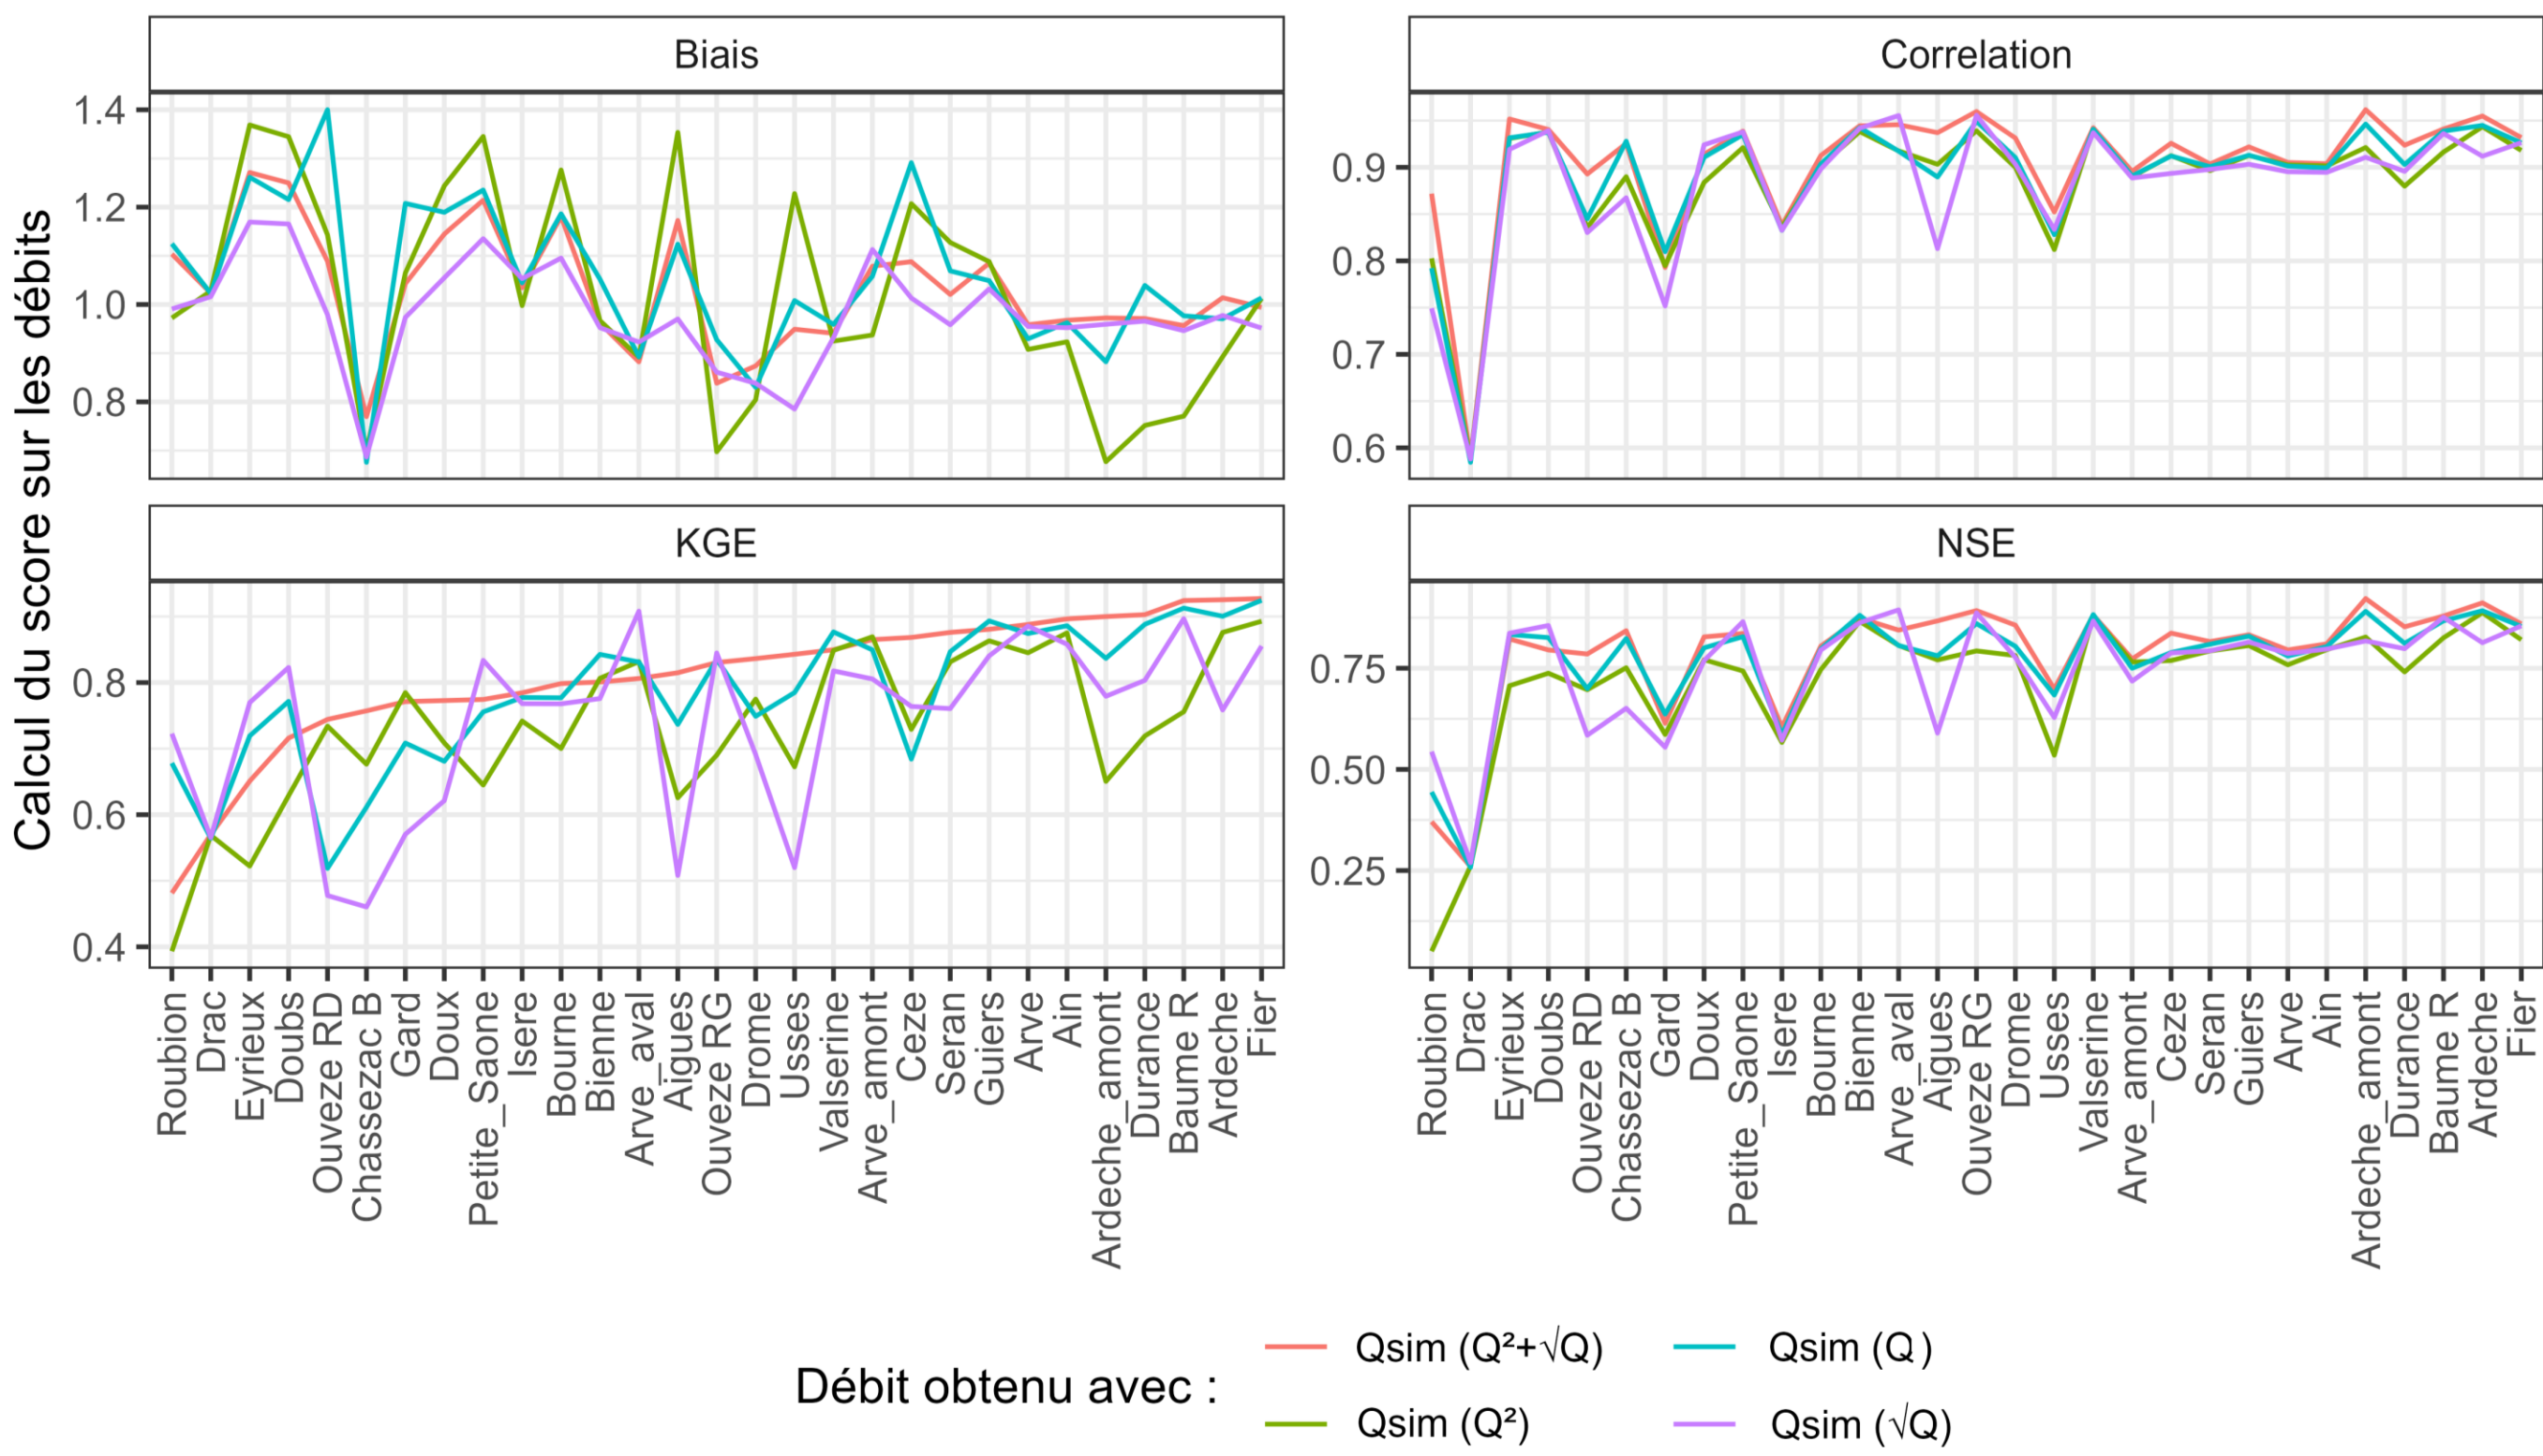 Biais
Correlation
Calcul du score sur les débits
1.4
1.2
1.0
0.8
0.9
0.8
0.7
0.6
KGE
NSE
0.8
0.6
0.4
0.75
0.50
0.25
Roubion
Drac
Eyrieux
Doubs
Ouveze RD
Chassezac B
Gard
Doux
Petite_Saone
Isere
Bourne
Bienne
Arve_aval
Aigues
Ouveze RG
Drome
Usses
Valserine
Arve_amont
Ceze
Seran
Guiers
Arve
Ain
Ardeche_amont
Durance
Baume R
Ardeche
Fier
Roubion
Drac
Eyrieux
Doubs
Ouveze RD
Chassezac B
Gard
Doux
Petite_Saone
Isere
Bourne
Bienne
Arve_aval
Aigues
Ouveze RG
Drome
Usses
Valserine
Arve_amont
Ceze
Seran
Guiers
Arve
Ain
Ardeche_amont
Durance
Baume R
Ardeche
Fier
Débit obtenu avec :
Qsim (Q²+√Q)
Qsim (Q)
Qsim (Q²)
Qsim (√Q)